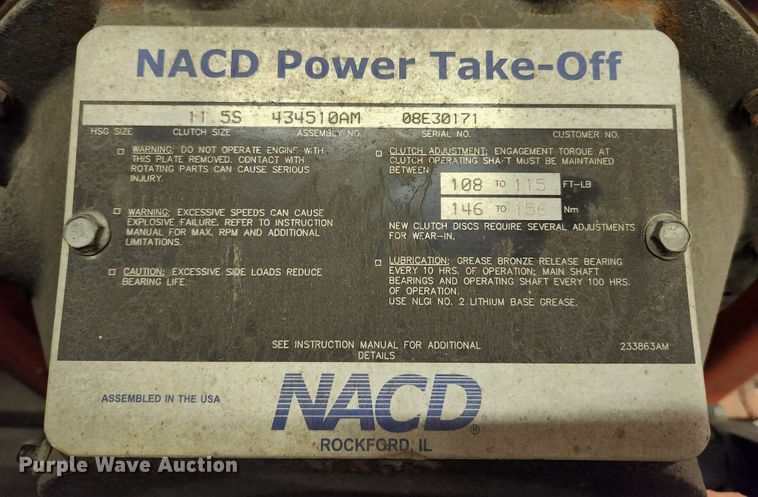 NACD Power Take-Off
11.5S 434510AM 08E30171
HSG SIZE CLUTCH SIZE ASSEMBLY NO. SERIAL NO. CUSTOMER NO.
WARNING: DO NOT OPERATE ENGINE WITH
THIS PLATE REMOVED. CONTACT WITH
ROTATING PARTS CAN CAUSE SERIOUS
INJURY.
WARNING: EXCESSIVE SPEEDS CAN CAUSE
EXPLOSIVE FAILURE. REFER TO INSTRUCTION
MANUAL FOR MAX. RPM AND ADDITIONAL
LIMITATIONS.
CAUTION: EXCESSIVE SIDE LOADS REDUCE
BEARING LIFE.
CLUTCH ADJUSTMENT: ENGAGEMENT TORQUE AT
CLUTCH OPERATING SHAFT MUST BE MAINTAINED
BETWEEN
108 TO 115 FT-LB
146 TO 156 Nm
NEW CLUTCH DISCS REQUIRE SEVERAL ADJUSTMENTS
FOR WEAR-IN.
LUBRICATION: GREASE BRONZE RELEASE BEARING
EVERY 10 HRS. OF OPERATION; MAIN SHAFT
BEARINGS AND OPERATING SHAFT EVERY 100 HRS.
OF OPERATION.
USE NLGI NO. 2 LITHIUM BASE GREASE.
SEE INSTRUCTION MANUAL FOR ADDITIONAL
DETAILS
233863AM
ASSEMBLED IN THE USA
NACD®
ROCKFORD, IL
Purple Wave Auction